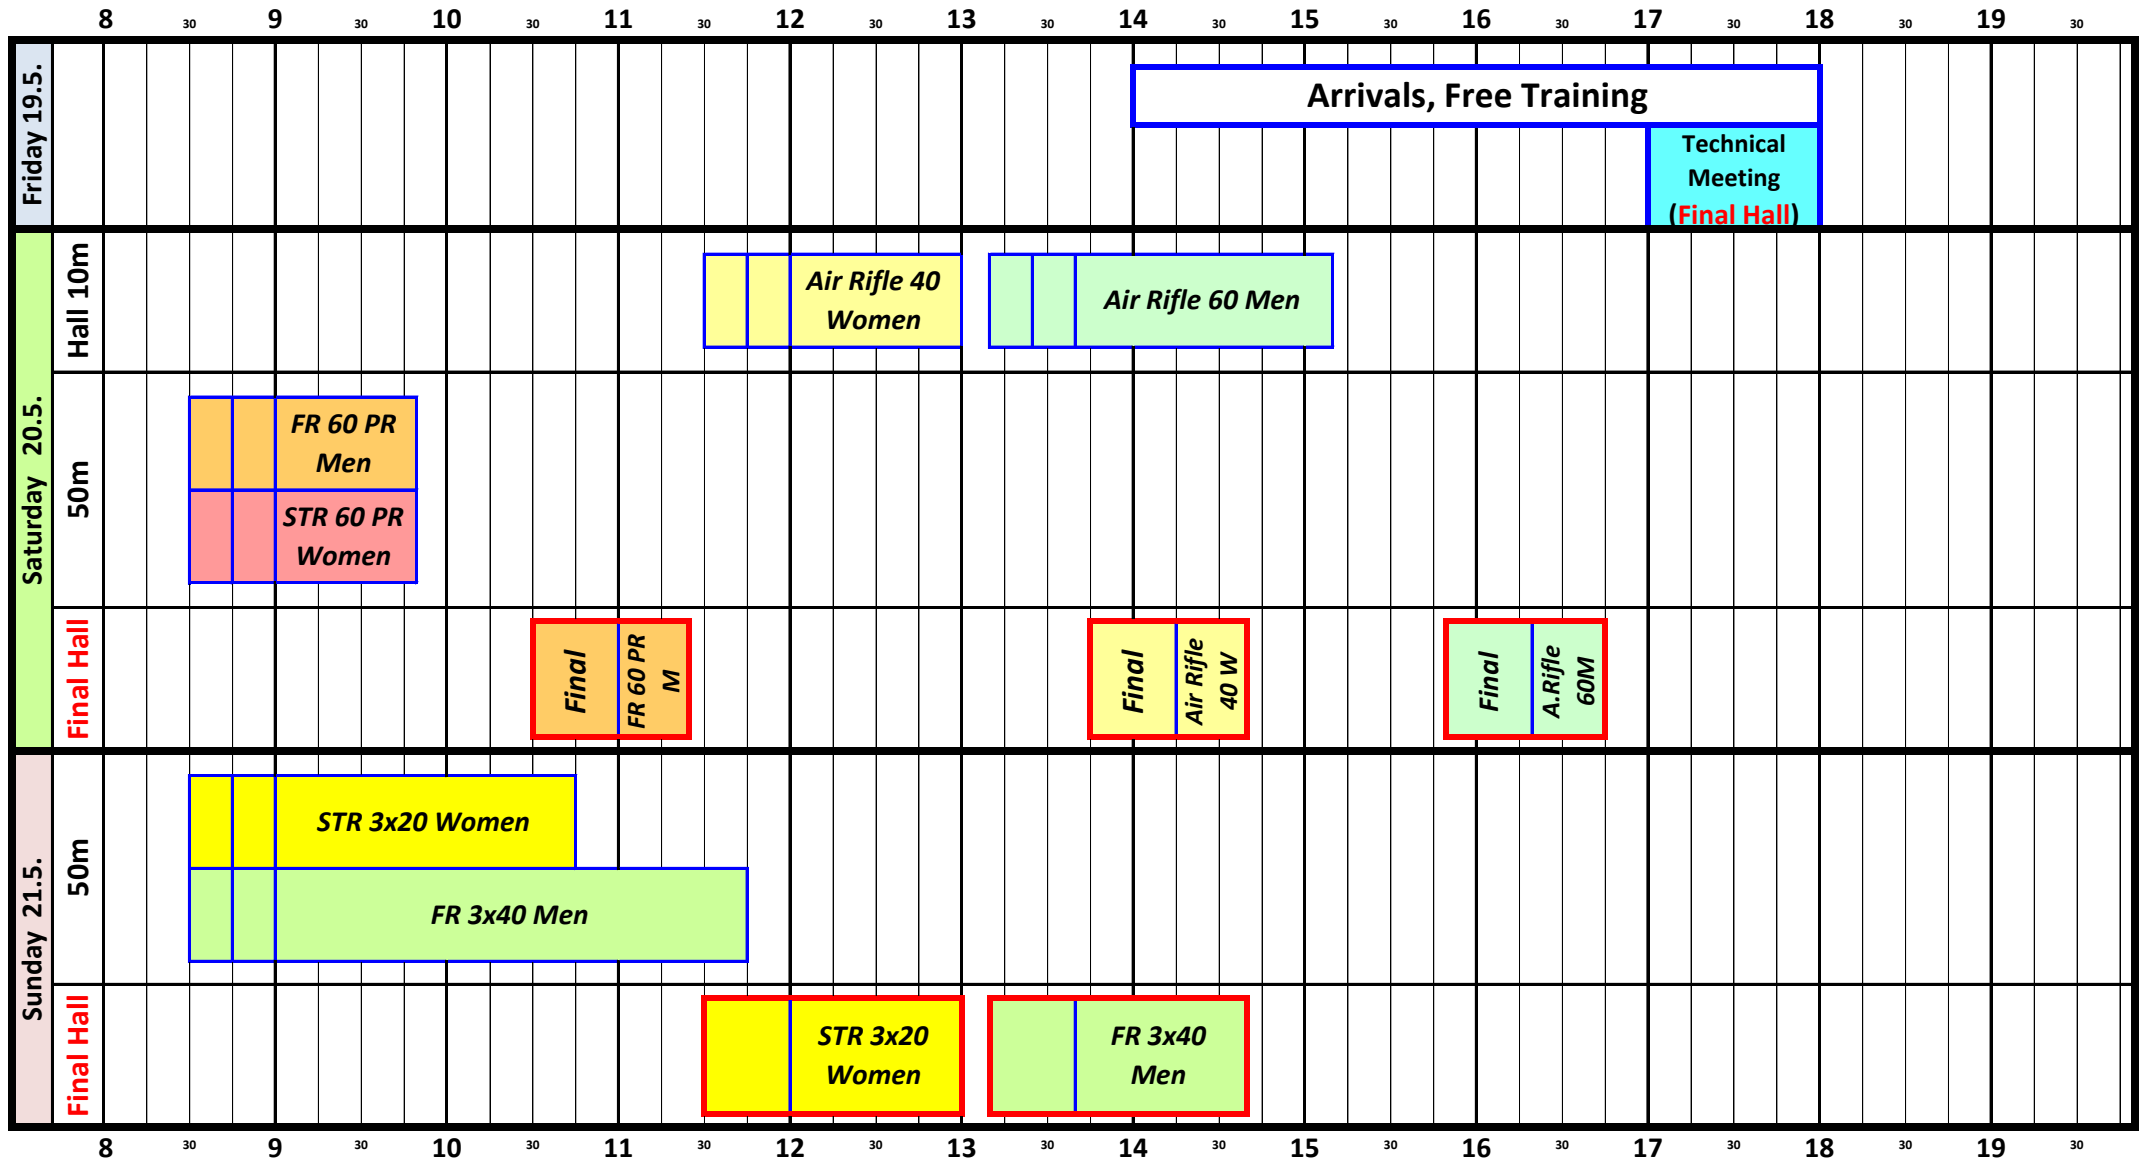 8 30 9 30 10 30 11 30 12 30 13 30 14 30 15 30 16 30 17 30 18 30 19 30
Friday 19.5.
Arrivals, Free Training
Technical
Meeting
(Final Hall)
Saturday 20.5.
Hall 10m
Air Rifle 40
Women
Air Rifle 60 Men
50m
FR 60 PR
Men
STR 60 PR
Women
Final Hall
Final
FR 60 PR
M
Final
Air Rifle
40 W
Final
A.Rifle
60M
Sunday 21.5.
50m
STR 3x20 Women
FR 3x40 Men
Final Hall
STR 3x20
Women
FR 3x40
Men
8 30 9 30 10 30 11 30 12 30 13 30 14 30 15 30 16 30 17 30 18 30 19 30